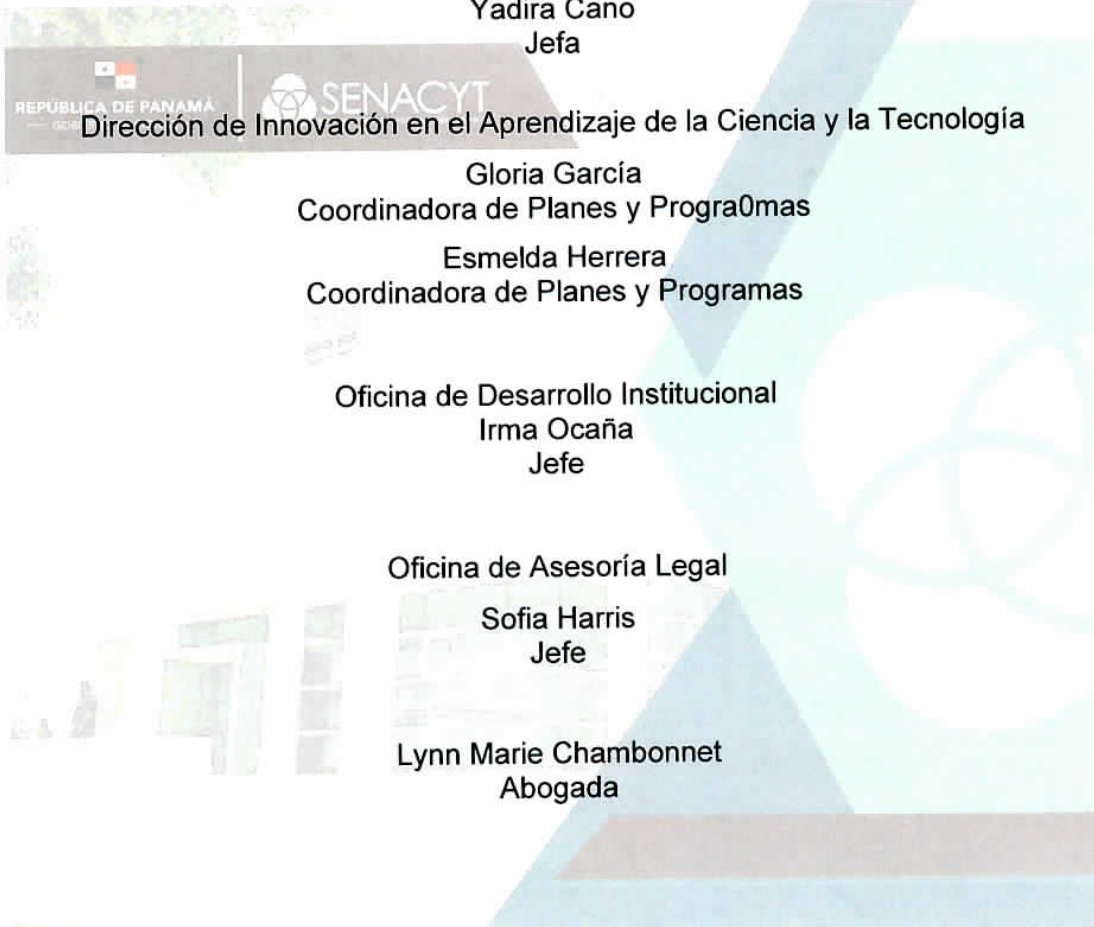 Yadira Cano
Jefa
REPÚBLICA DE PANAMÁ
SENACYT
Dirección de Innovación en el Aprendizaje de la Ciencia y la Tecnología
Gloria García
Coordinadora de Planes y Progra0mas
Esmelda Herrera
Coordinadora de Planes y Programas
Oficina de Desarrollo Institucional
Irma Ocaña
Jefe
Oficina de Asesoría Legal
Sofia Harris
Jefe
Lynn Marie Chambonnet
Abogada